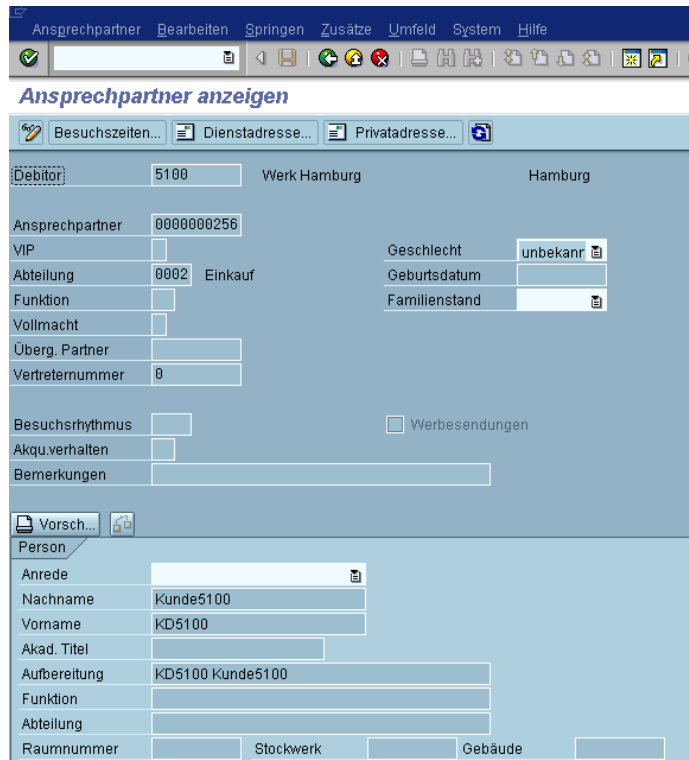 Ansprechpartner Bearbeiten Springen Zusätze Umfeld System Hilfe
Ansprechpartner anzeigen
Besuchszeiten... Dienstadresse... Privatadresse...
Debitor 5100 Werk Hamburg Hamburg
Ansprechpartner 0000000256
VIP Geschlecht unbekanr
Abteilung 0002 Einkauf Geburtsdatum
Funktion Familienstand
Vollmacht
Überg. Partner
Vertreternummer 0
Besuchsrhythmus Werbesendungen
Akqu.verhalten
Bemerkungen
Vorsch...
Person
Anrede
Nachname Kunde5100
Vorname KD5100
Akad. Titel
Aufbereitung KD5100 Kunde5100
Funktion
Abteilung
Raumnummer Stockwerk Gebäude